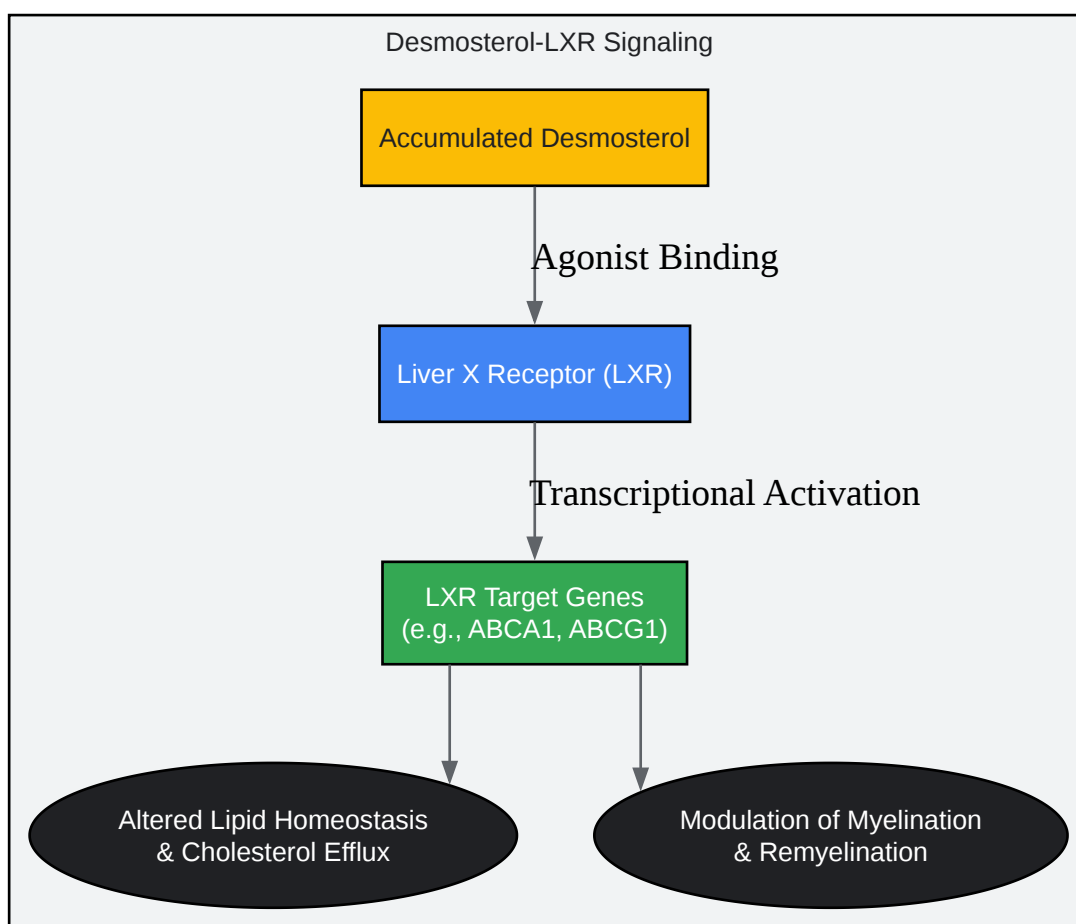 Desmosterol-LXR Signaling
Accumulated Desmosterol
Agonist Binding
Liver X Receptor (LXR)
Transcriptional Activation
LXR Target Genes
(e.g., ABCA1, ABCG1)
Altered Lipid Homeostasis
& Cholesterol Efflux
Modulation of Myelination
& Remyelination